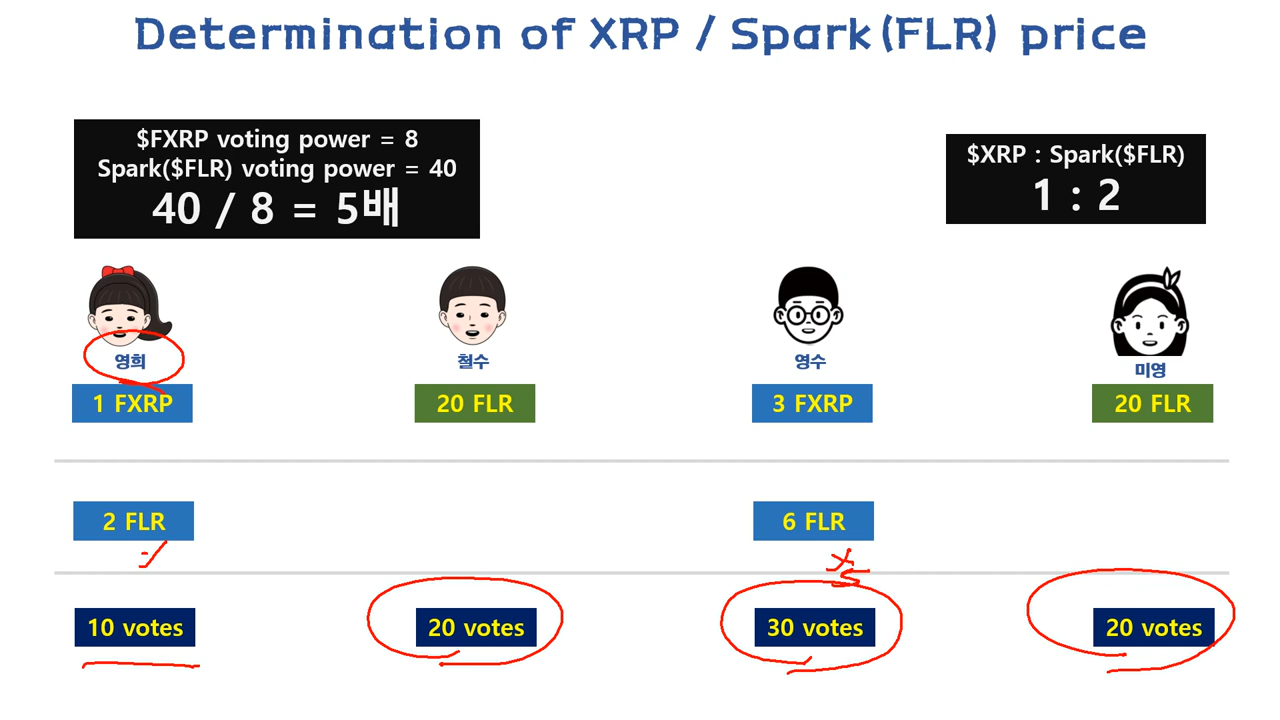 Determination of XRP / Spark(FLR) price
$FXRP voting power = 8
Spark($FLR) voting power = 40
40 / 8 = 5배
$XRP : Spark($FLR)
1 : 2
영희
철수
영수
미영
1 FXRP
20 FLR
3 FXRP
20 FLR
2 FLR
6 FLR
x5
10 votes
20 votes
30 votes
20 votes